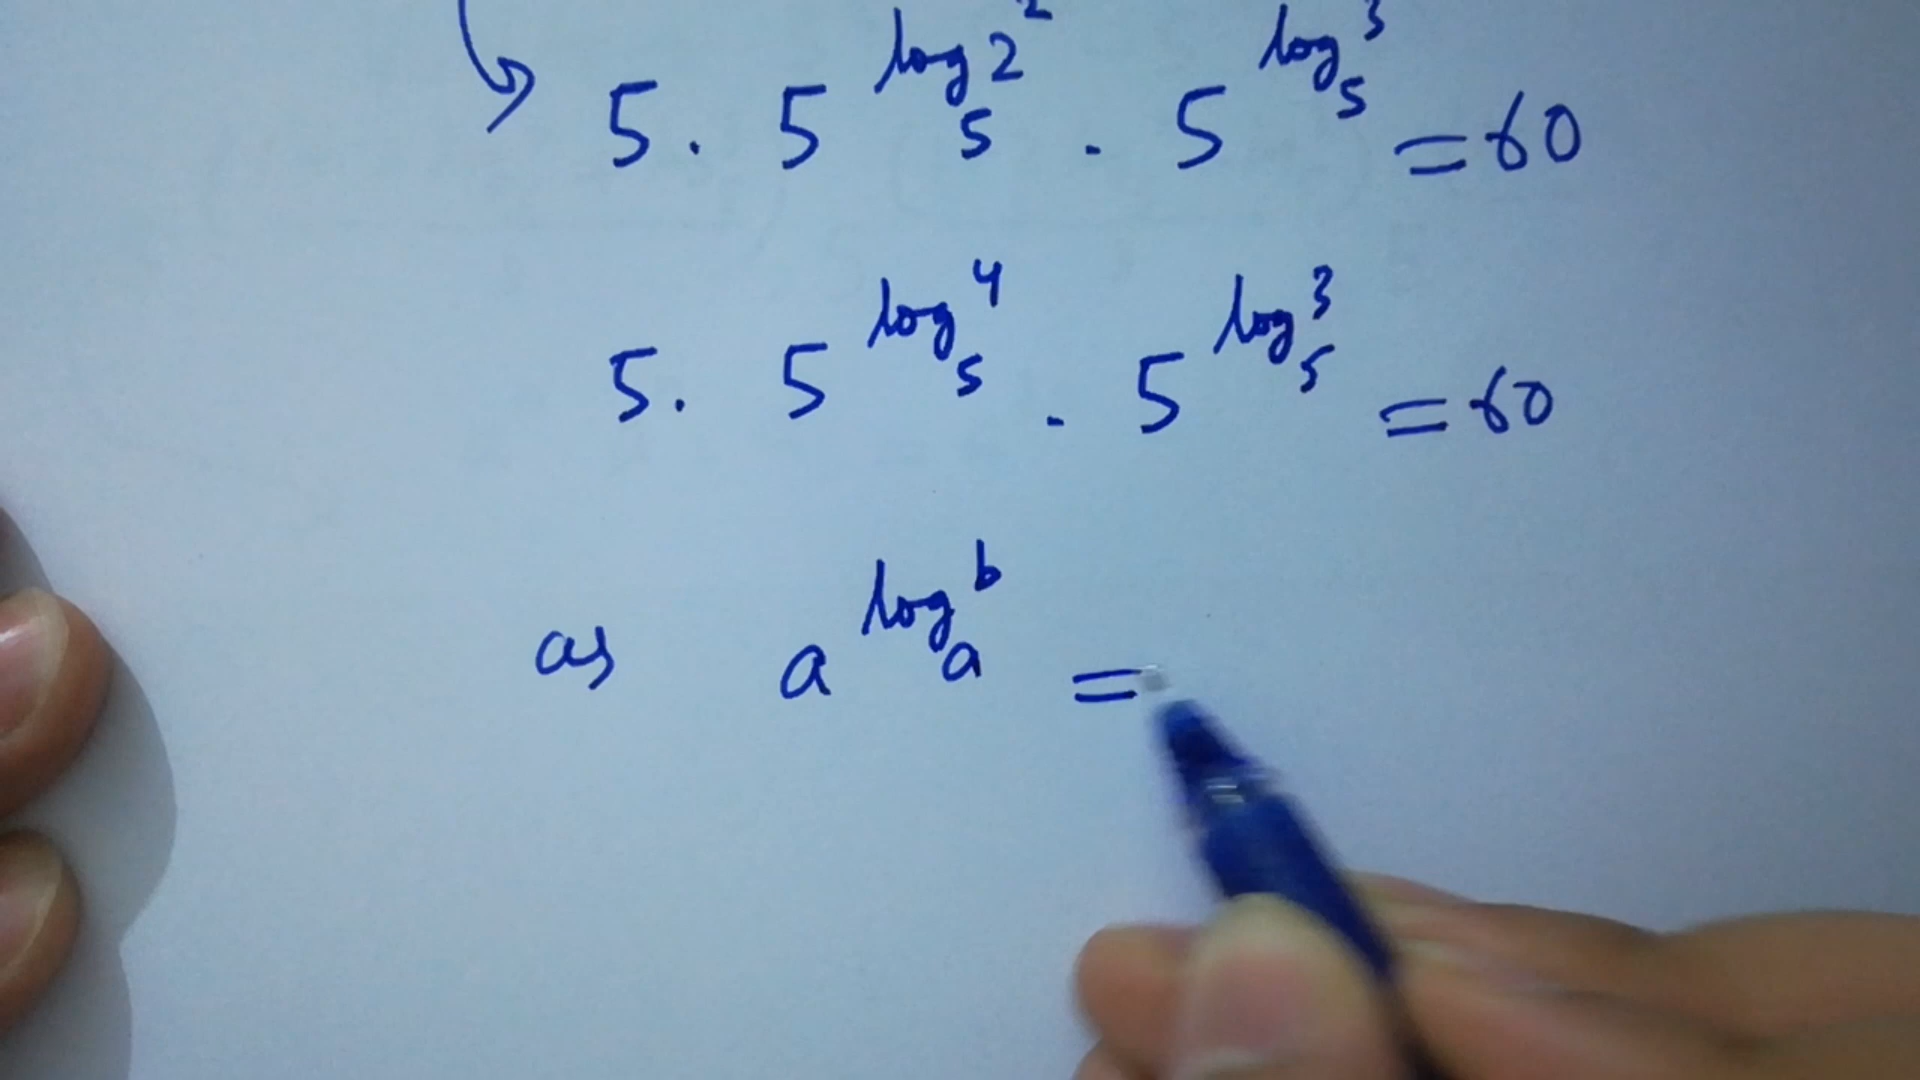 5 . 5^{log_5 2^2} . 5^{log_5 3} = 60
5 . 5^{log_5 4} . 5^{log_5 3} = 60
as a^{log_a b} =